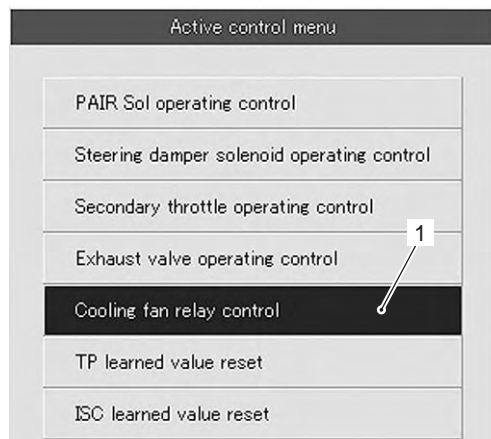 Active control menu
PAIR Sol operating control
Steering damper solenoid operating control
Secondary throttle operating control
1
Exhaust valve operating control
Cooling fan relay control
TP learned value reset
ISC learned value reset